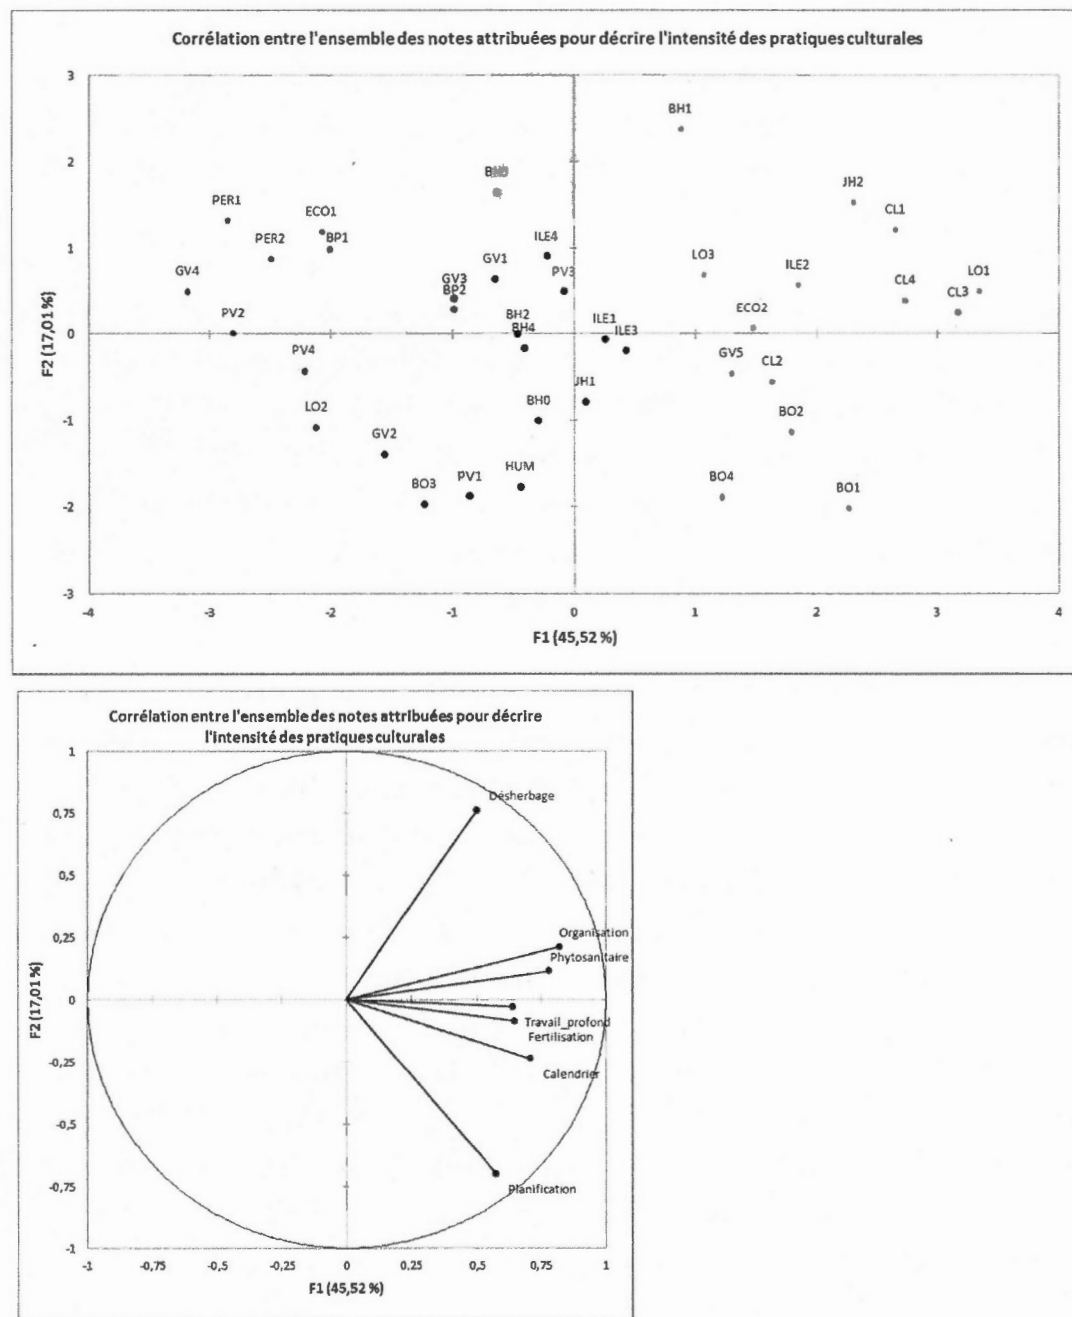 Corrélation entre l'ensemble des notes attribuées pour décrire l'intensité des pratiques culturales
3
2
1
0
-1
-2
-3
F2 (17,01 %)
BH1
JH2
CL1
PER1
ECO1
PER2
BP1
ILE4
GV1
PV3
LO3
ILE2
CL4
LO1
CL3
GV4
GV3
BP2
PV2
BH2
BH4
ILE1
ILE3
ECO2
PV4
GV5
CL2
JH1
LO2
BH0
BO2
GV2
HUM
BO3
PV1
BO4
BO1
-4
-3
-2
-1
0
1
2
3
4
F1 (45,52 %)
Corrélation entre l'ensemble des notes attribuées pour décrire
l'intensité des pratiques culturales
1
0,75
0,5
0,25
0
-0,25
-0,5
-0,75
-1
F2 (17,01 %)
Désherbage
Organisation
Phytosanitaire
Travail_profond
Fertilisation
Calendrier
Planification
-1
-0,75
-0,5
-0,25
0
0,25
0,5
0,75
1
F1 (45,52 %)